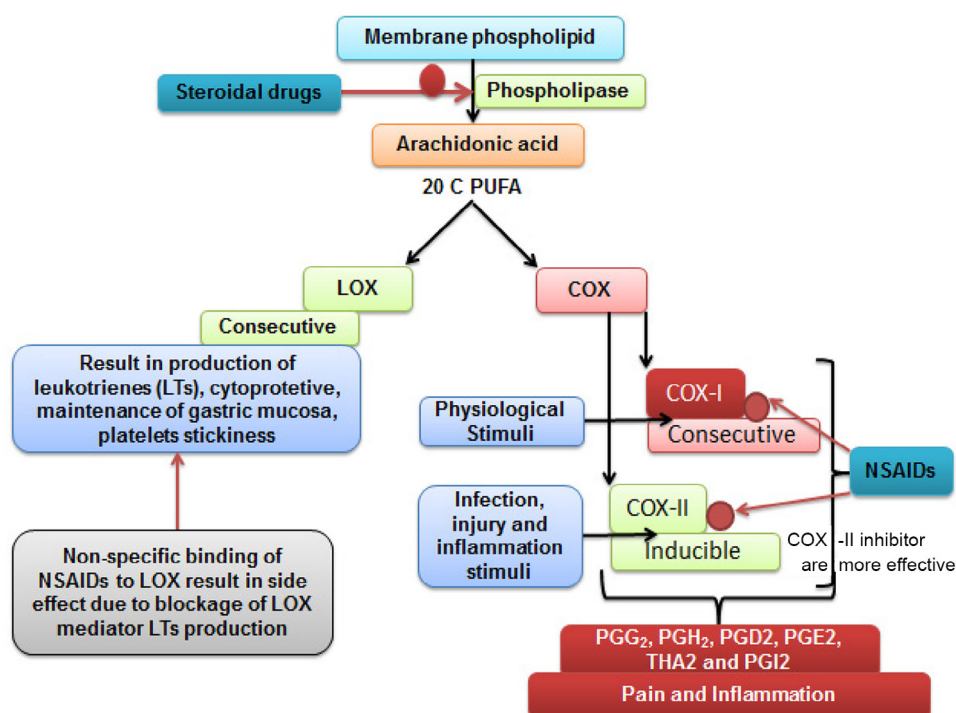 Membrane phospholipid
Steroidal drugs
Phospholipase
Arachidonic acid
20 C PUFA
LOX
COX
Consecutive
Result in production of
leukotrienes (LTs), cytoprotetive,
maintenance of gastric mucosa,
platelets stickiness
COX-I
Consecutive
Physiological
Stimuli
NSAIDs
Infection,
injury and
inflammation
stimuli
COX-II
Inducible
COX -II inhibitor
are more effective
Non-specific binding of
NSAIDs to LOX result in side
effect due to blockage of LOX
mediator LTs production
PGG₂, PGH₂, PGD2, PGE2,
THA2 and PGI2
Pain and Inflammation